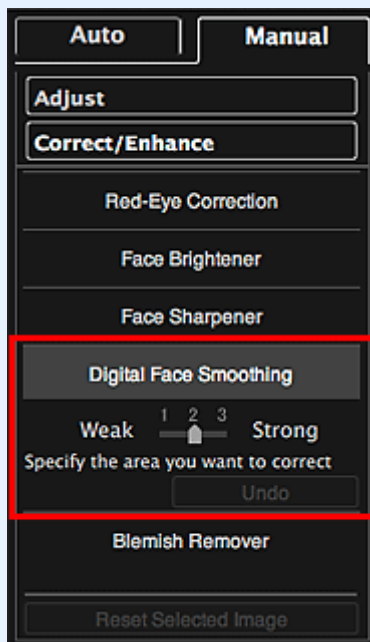 Auto Manual
Adjust
Correct/Enhance
Red-Eye Correction
Face Brightener
Face Sharpener
Digital Face Smoothing
1 2 3
Weak Strong
Specify the area you want to correct
Undo
Blemish Remover
Reset Selected Image